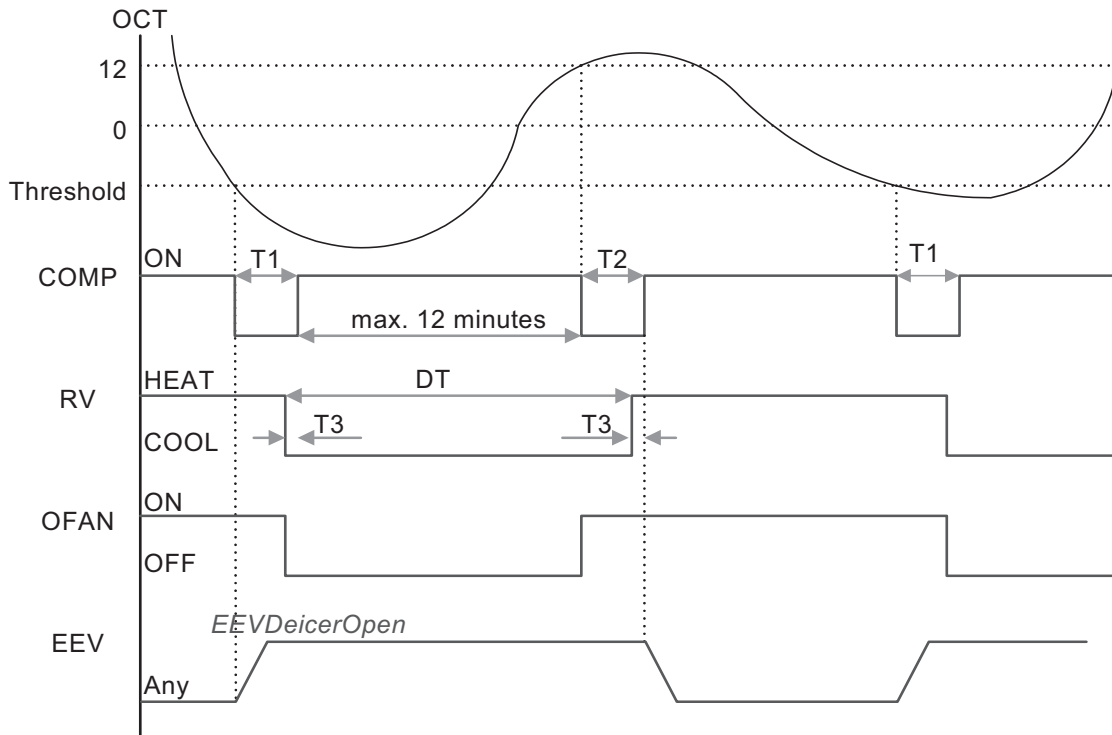 OCT
12
0
Threshold
ON
COMP
T1
T2
T1
max. 12 minutes
HEAT
RV
DT
T3
T3
COOL
ON
OFAN
OFF
EEVDeicerOpen
EEV
Any